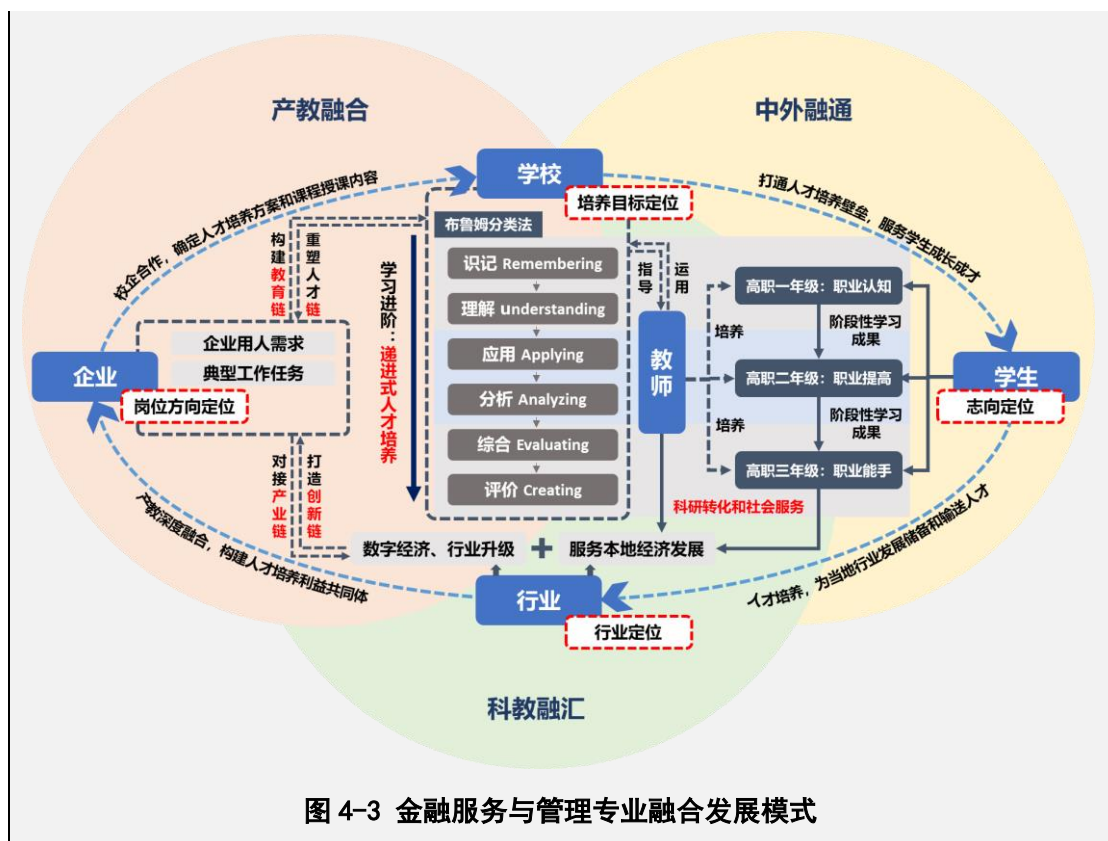 产教融合
中外融通
学校
培养目标定位
校企合作，确定人才培养方案和课程授课内容
打通人才培养壁垒，服务学生成长成才
构建教育链
重塑人才链
学习进阶：递进式人才培养
布鲁姆分类法
识记 Remembering
理解 Understanding
应用 Applying
分析 Analyzing
综合 Evaluating
评价 Creating
指导
运用
教师
培养
培养
高职一年级：职业认知
阶段性学习
成果
高职二年级：职业提高
阶段性学习
成果
高职三年级：职业能手
企业用人需求
典型工作任务
企业
岗位方向定位
学生
志向定位
对接产业链
打造创新链
科研转化和社会服务
数字经济、行业升级
+
服务本地经济发展
产教深度融合，构建人才培养利益共同体
人才培养，为当地行业发展储备和输送人才
行业
行业定位
科教融汇
图 4-3 金融服务与管理专业融合发展模式